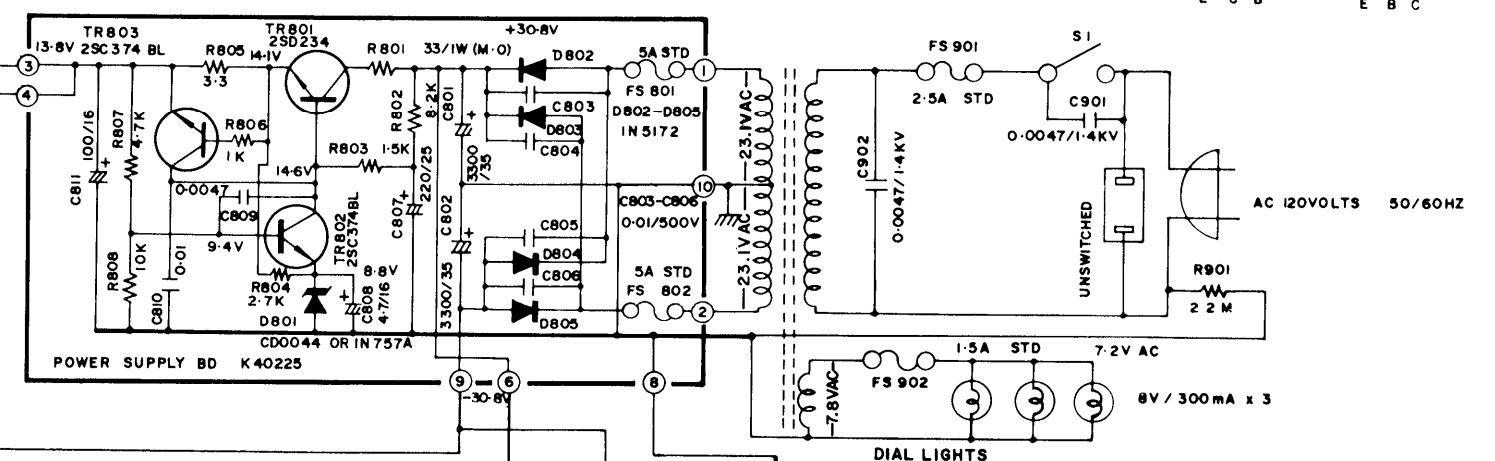 E C B
E B C
TR803
2SC374 BL
13·8V
3
4
R805
3.3
14·1V
TR801
2SD234
R801
33/1W (M·O)
+30·8V
D802
5A STD
FS 801
1
D802–D805
IN5172
C803
D803
C804
R802
8·2K
C801
3300
/35
100/16
C811
R807
4·7K
R806
1K
R803 1·5K
220/25
14·6V
0·0047
C809
9·4V
TR802
2SC374BL
C807
C802
3300/35
10
C803–C806
0·01/500V
C805
D804
C806
D805
5A STD
FS 802
2
R808
10K
0·01
C810
R804
2·7K
8·8V
C808
4·7/16
D801
CD0044 OR IN757A
POWER SUPPLY BD K40225
9
–30·8V
6
8
–23.1VAC–
–23.1VAC–
FS901
2·5A STD
S1
C901
0·0047/1·4KV
C902
0·0047/1·4KV
UNSWITCHED
AC 120VOLTS 50/60HZ
R901
2 2 M
1·5A STD
7·2V AC
FS902
–7.8VAC–
8V / 300mA x 3
DIAL LIGHTS